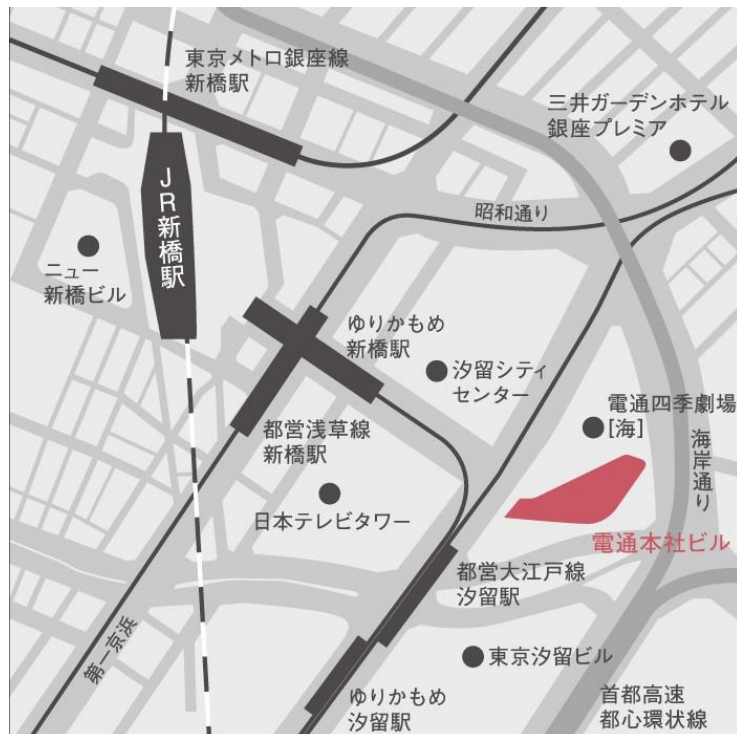 東京メトロ銀座線
新橋駅
三井ガーデンホテル
銀座プレミア
JR新橋駅
昭和通り
ニュー
新橋ビル
ゆりかもめ
新橋駅
汐留シティ
センター
電通四季劇場
[海]
海岸通り
都営浅草線
新橋駅
日本テレビタワー
電通本社ビル
都営大江戸線
汐留駅
第一京浜
東京汐留ビル
ゆりかもめ
汐留駅
首都高速
都心環状線